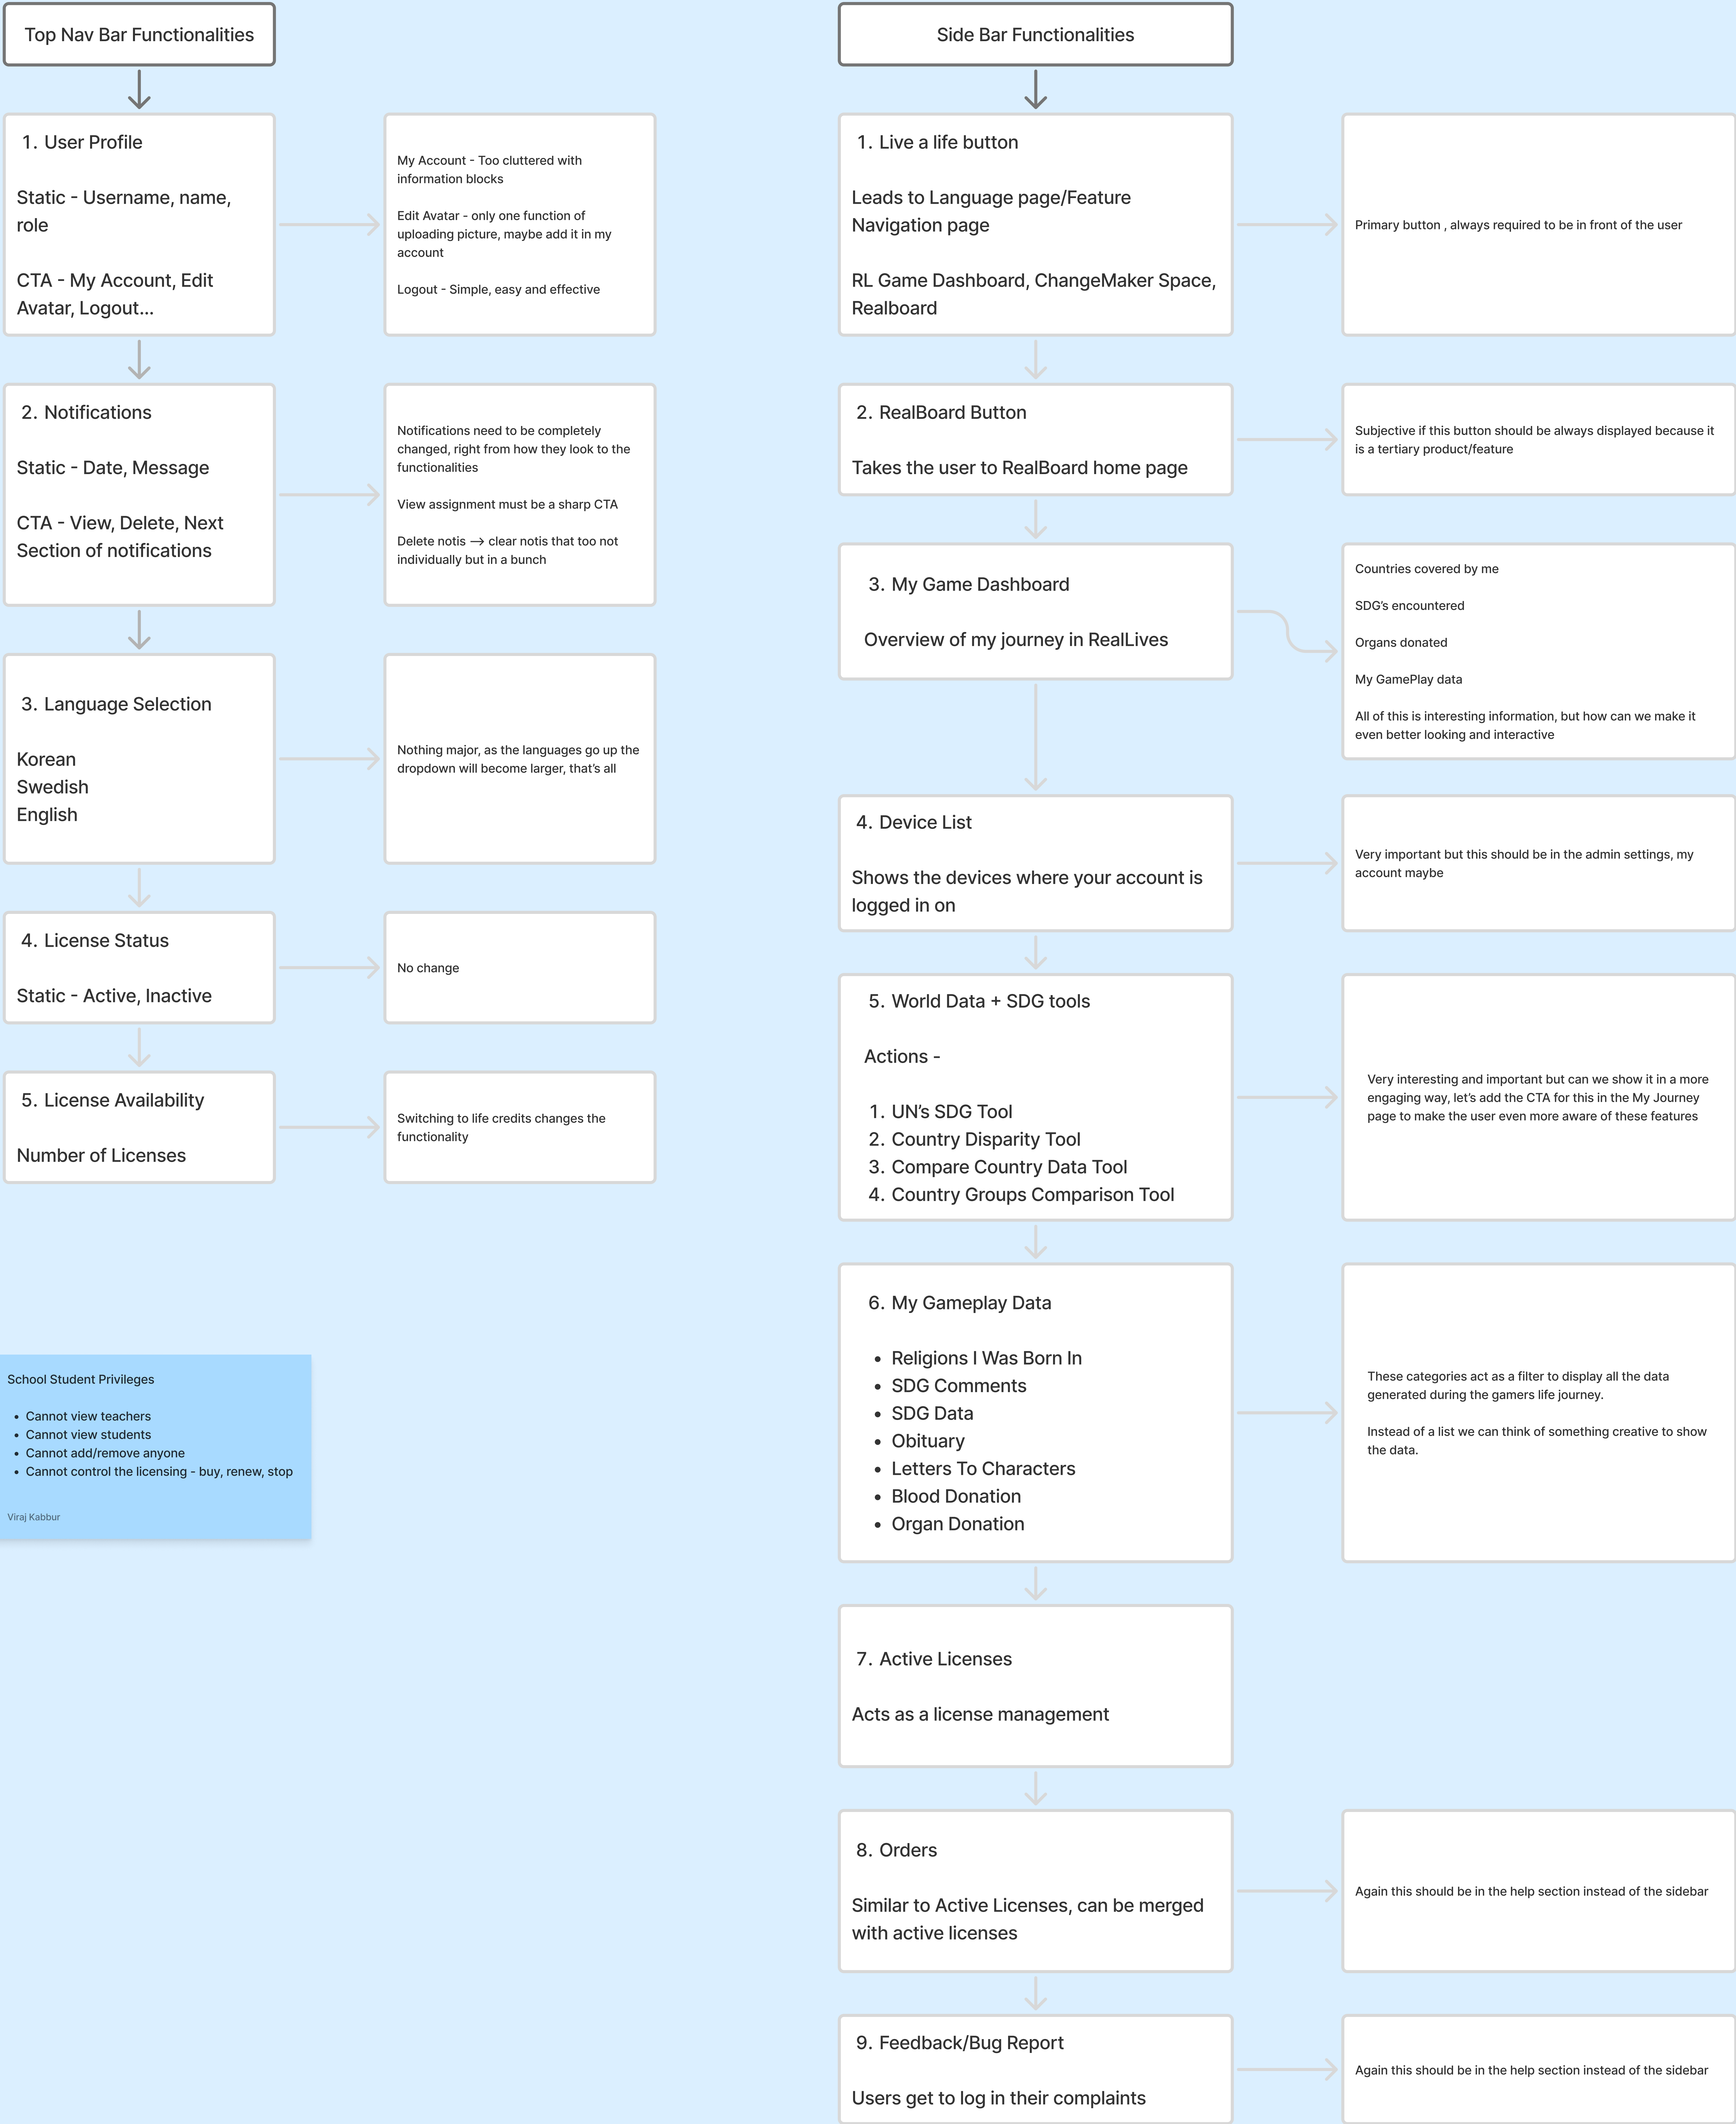 Top Nav Bar Functionalities
1. User Profile
Static - Username, name,
role
CTA - My Account, Edit
Avatar, Logout...
My Account - Too cluttered with
information blocks
Edit Avatar - only one function of
uploading picture, maybe add it in my
account
Logout - Simple, easy and effective
2. Notifications
Static - Date, Message
CTA - View, Delete, Next
Section of notifications
Notifications need to be completely
changed, right from how they look to the
functionalities
View assignment must be a sharp CTA
Delete notis → clear notis that too not
individually but in a bunch
3. Language Selection
Korean
Swedish
English
Nothing major, as the languages go up the
dropdown will become larger, that's all
4. License Status
Static - Active, Inactive
No change
5. License Availability
Number of Licenses
Switching to life credits changes the
functionality
School Student Privileges
• Cannot view teachers
• Cannot view students
• Cannot add/remove anyone
• Cannot control the licensing - buy, renew, stop
Viraj Kabbur
Side Bar Functionalities
1. Live a life button
Leads to Language page/Feature
Navigation page
RL Game Dashboard, ChangeMaker Space,
Realboard
Primary button , always required to be in front of the user
2. RealBoard Button
Takes the user to RealBoard home page
Subjective if this button should be always displayed because it
is a tertiary product/feature
3. My Game Dashboard
Overview of my journey in RealLives
Countries covered by me
SDG's encountered
Organs donated
My GamePlay data
All of this is interesting information, but how can we make it
even better looking and interactive
4. Device List
Shows the devices where your account is
logged in on
Very important but this should be in the admin settings, my
account maybe
5. World Data + SDG tools
Actions -
1. UN's SDG Tool
2. Country Disparity Tool
3. Compare Country Data Tool
4. Country Groups Comparison Tool
Very interesting and important but can we show it in a more
engaging way, let's add the CTA for this in the My Journey
page to make the user even more aware of these features
6. My Gameplay Data
• Religions I Was Born In
• SDG Comments
• SDG Data
• Obituary
• Letters To Characters
• Blood Donation
• Organ Donation
These categories act as a filter to display all the data
generated during the gamers life journey.
Instead of a list we can think of something creative to show
the data.
7. Active Licenses
Acts as a license management
8. Orders
Similar to Active Licenses, can be merged
with active licenses
Again this should be in the help section instead of the sidebar
9. Feedback/Bug Report
Users get to log in their complaints
Again this should be in the help section instead of the sidebar